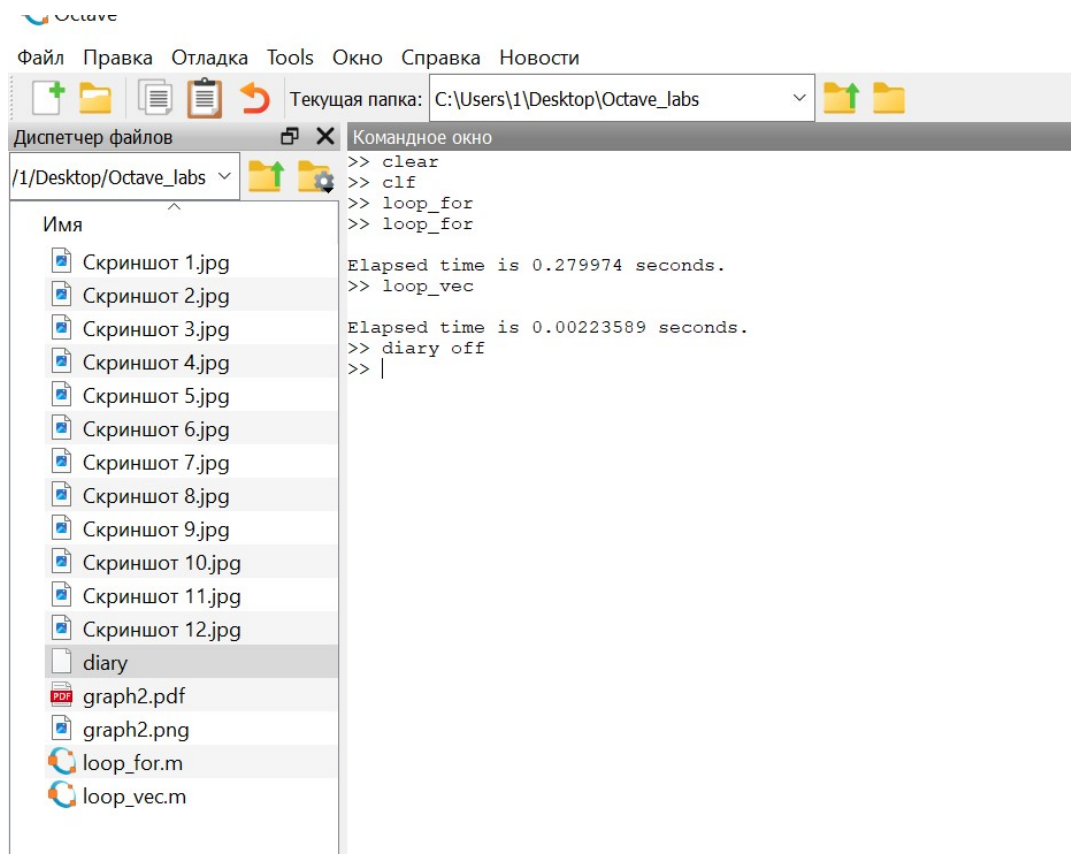 Octave
Файл Правка Отладка Tools Окно Справка Новости
Текущая папка: C:\Users\1\Desktop\Octave_labs
Диспетчер файлов
/1/Desktop/Octave_labs
Имя
Скриншот 1.jpg
Скриншот 2.jpg
Скриншот 3.jpg
Скриншот 4.jpg
Скриншот 5.jpg
Скриншот 6.jpg
Скриншот 7.jpg
Скриншот 8.jpg
Скриншот 9.jpg
Скриншот 10.jpg
Скриншот 11.jpg
Скриншот 12.jpg
diary
PDF graph2.pdf
graph2.png
loop_for.m
loop_vec.m
Командное окно
>> clear
>> clf
>> loop_for
>> loop_for
Elapsed time is 0.279974 seconds.
>> loop_vec
Elapsed time is 0.00223589 seconds.
>> diary off
>>